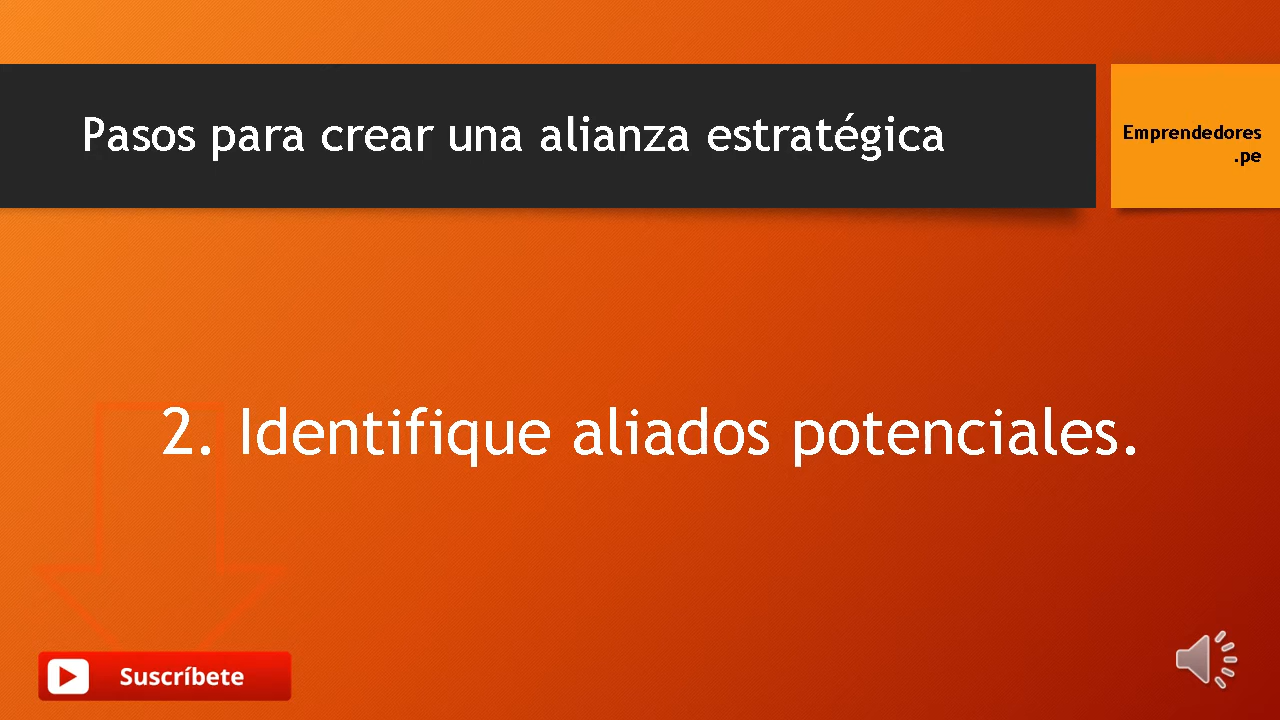 Pasos para crear una alianza estratégica
Emprendedores
.pe
2. Identifique aliados potenciales.
Suscríbete